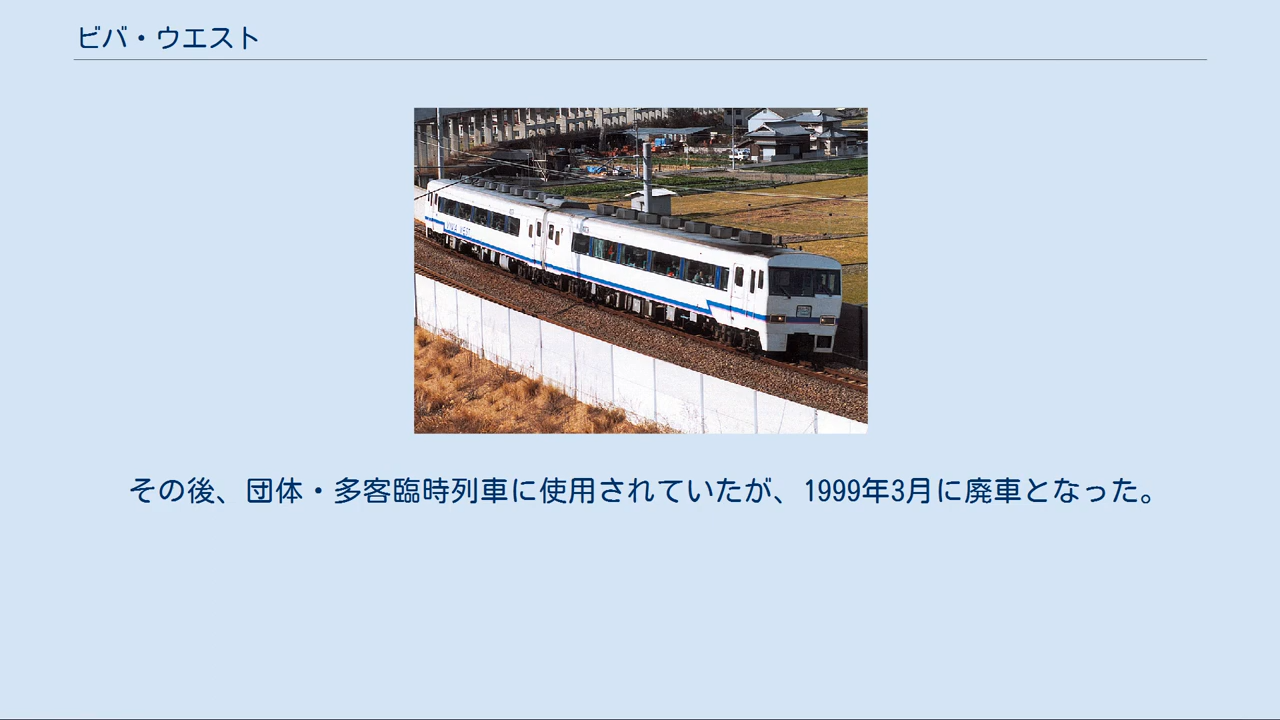 ビバ・ウエスト
その後、団体・多客臨時列車に使用されていたが、1999年3月に廃車となった。